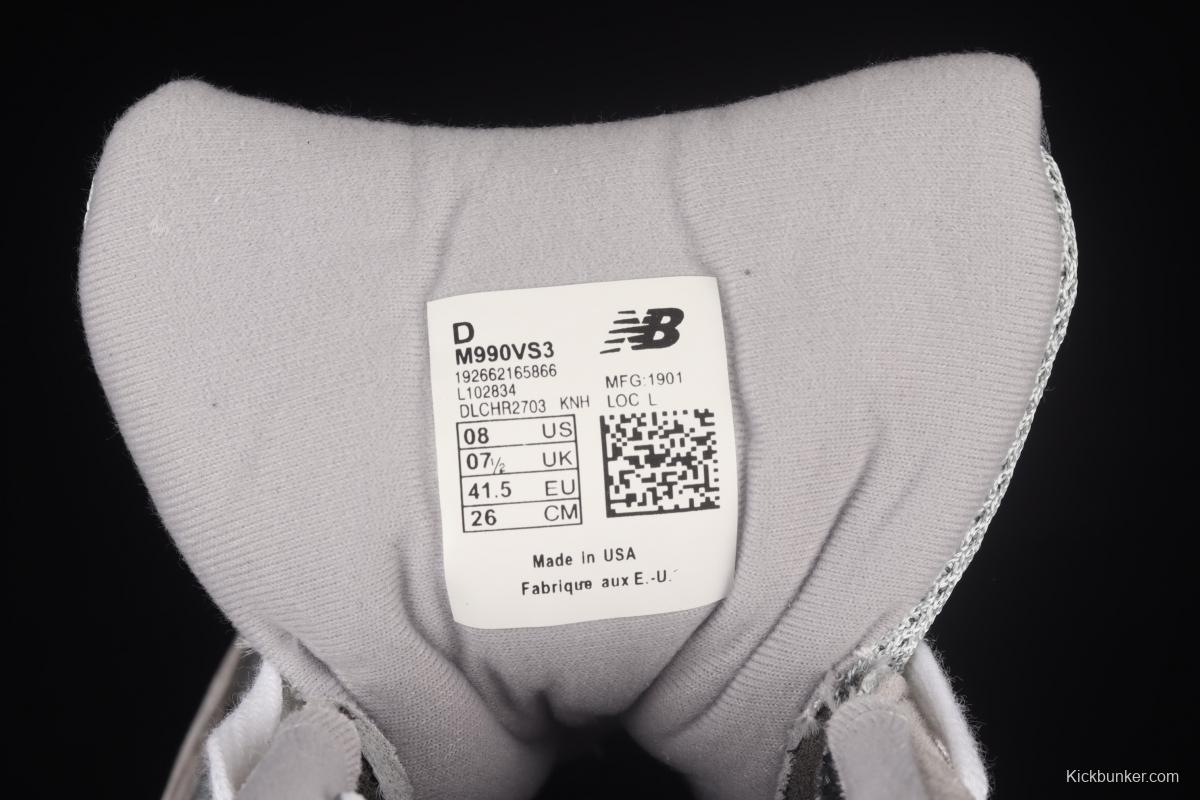 D
NB
M990VS3
192662165866
L102834
MFG:1901
DLCHR2703 KNH
LOC L
08 US
07½ UK
41.5 EU
26 CM
Made in USA
Fabrique aux E.-U.
Kickbunker.com